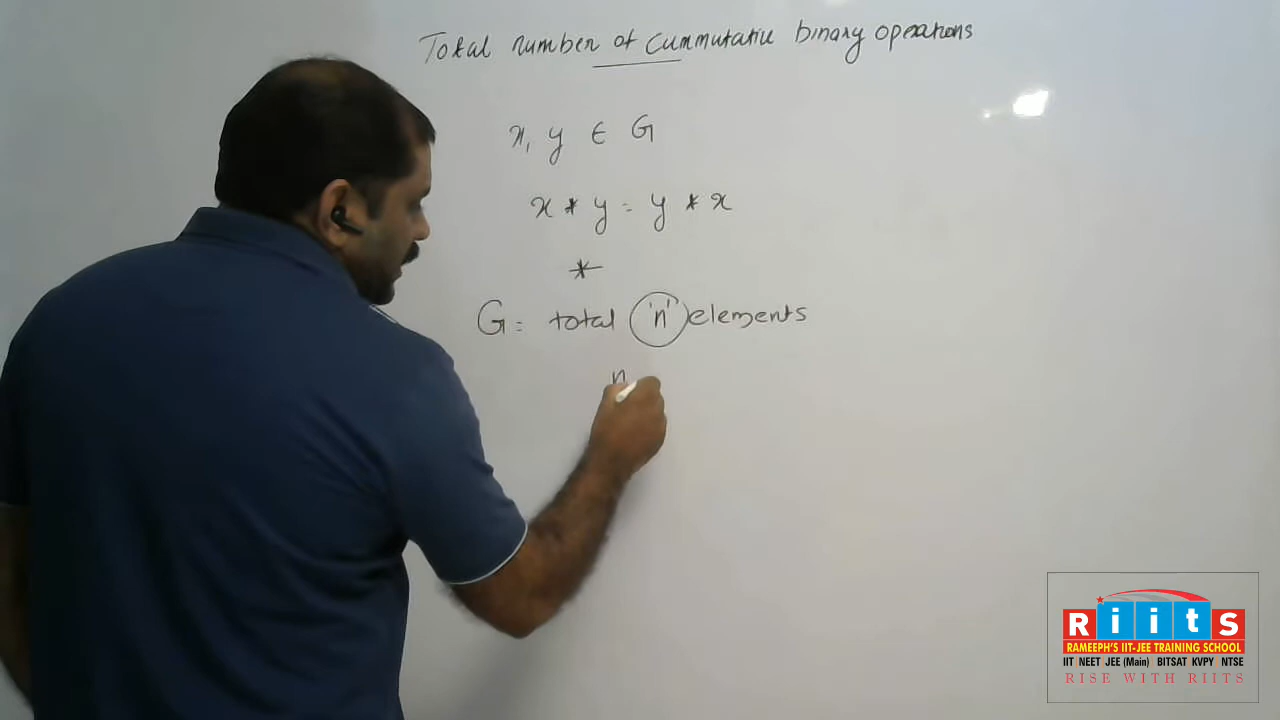 Total number of Cummutative binary operations
x, y ∈ G
x * y = y * x
*
G = total 'n' elements
n
RiitS
RAMEEPH'S IIT-JEE TRAINING SCHOOL
IIT NEET JEE (Main) BITSAT KVPY NTSE
RISE WITH RIITS